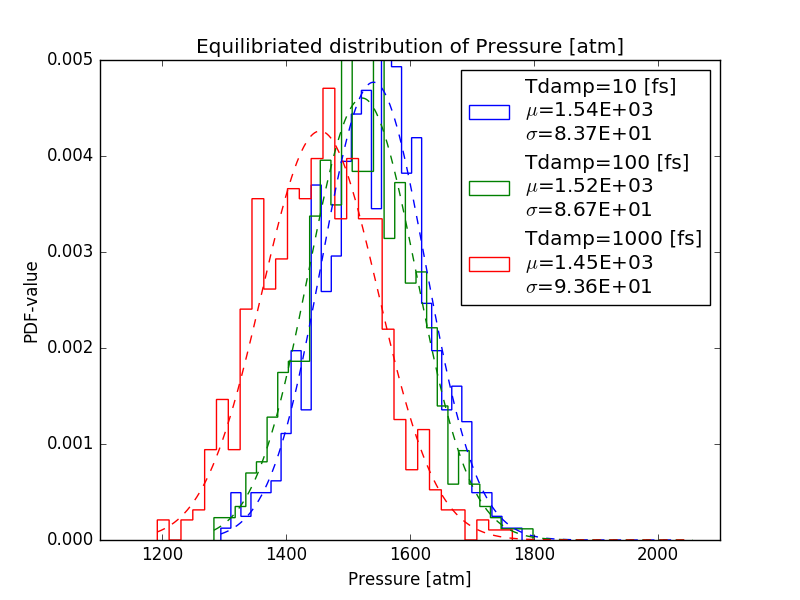 Equilibriated distribution of Pressure [atm]
0.005
0.004
0.003
0.002
0.001
0.000
PDF-value
Tdamp=10 [fs]
μ=1.54E+03
σ=8.37E+01
Tdamp=100 [fs]
μ=1.52E+03
σ=8.67E+01
Tdamp=1000 [fs]
μ=1.45E+03
σ=9.36E+01
1200 1400 1600 1800 2000
Pressure [atm]